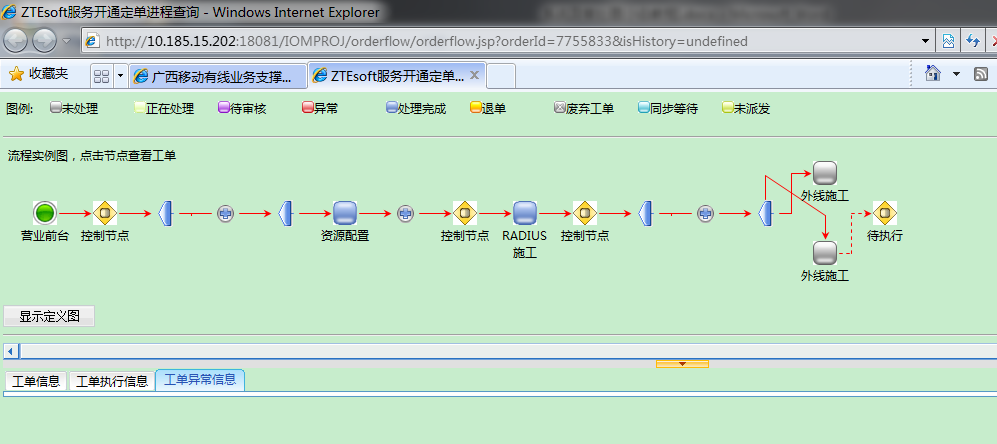 ZTEsoft服务开通定单进程查询 - Windows Internet Explorer
http://10.185.15.202:18081/IOMPROJ/orderflow/orderflow.jsp?orderId=7755833&isHistory=undefined
收藏夹
广西移动有线业务支撑...
ZTEsoft服务开通定单...
图例: 未处理 正在处理 待审核 异常 处理完成 退单 废弃工单 同步等待 未派发
流程实例图，点击节点查看工单
外线施工
营业前台 控制节点 资源配置 控制节点 RADIUS 控制节点 待执行
施工
外线施工
显示定义图
工单信息 工单执行信息 工单异常信息